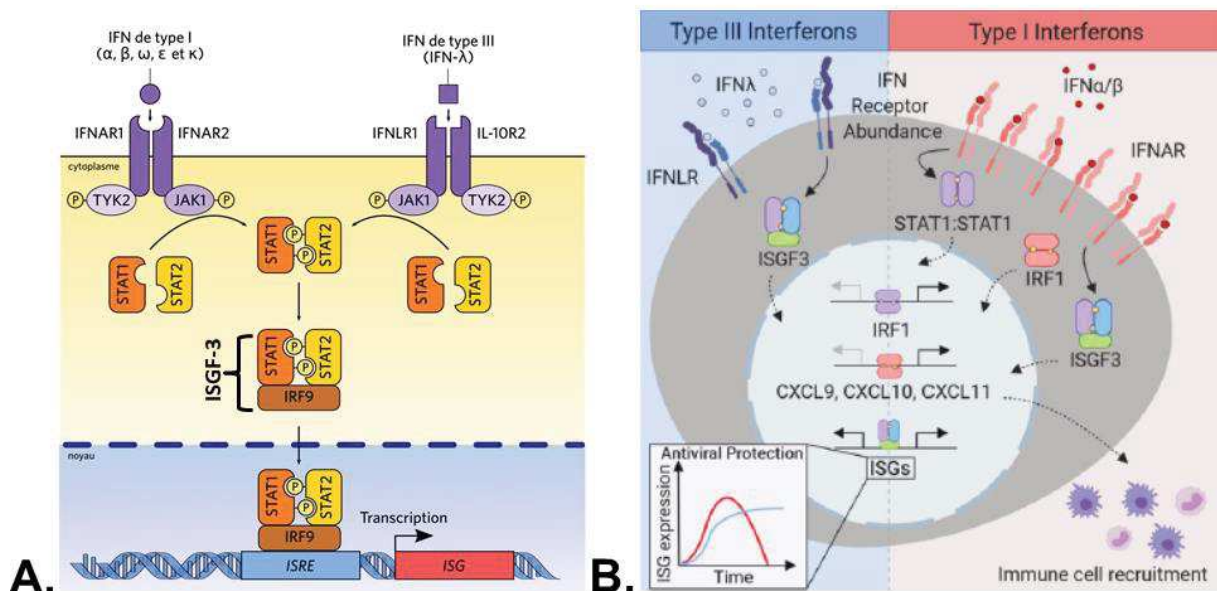 IFN de type I
(α, β, ω, ε et κ)
IFN de type III
(IFN-λ)
IFNAR1
IFNAR2
IFNLR1
IL-10R2
cytoplasme
P
TYK2
JAK1
P
P
JAK1
TYK2
P
STAT1
P
P
STAT2
STAT1
STAT2
STAT1
STAT2
ISGF-3
STAT1
P
P
STAT2
IRF9
noyau
STAT1
P
P
STAT2
IRF9
Transcription
ISRE
ISG
A.
Type III Interferons
Type I Interferons
IFNλ
IFN
Receptor
Abundance
IFNα/β
IFNLR
IFNAR
STAT1:STAT1
ISGF3
IRF1
IRF1
ISGF3
CXCL9, CXCL10, CXCL11
ISGs
Antiviral Protection
ISG expression
Time
Immune cell recruitment
B.